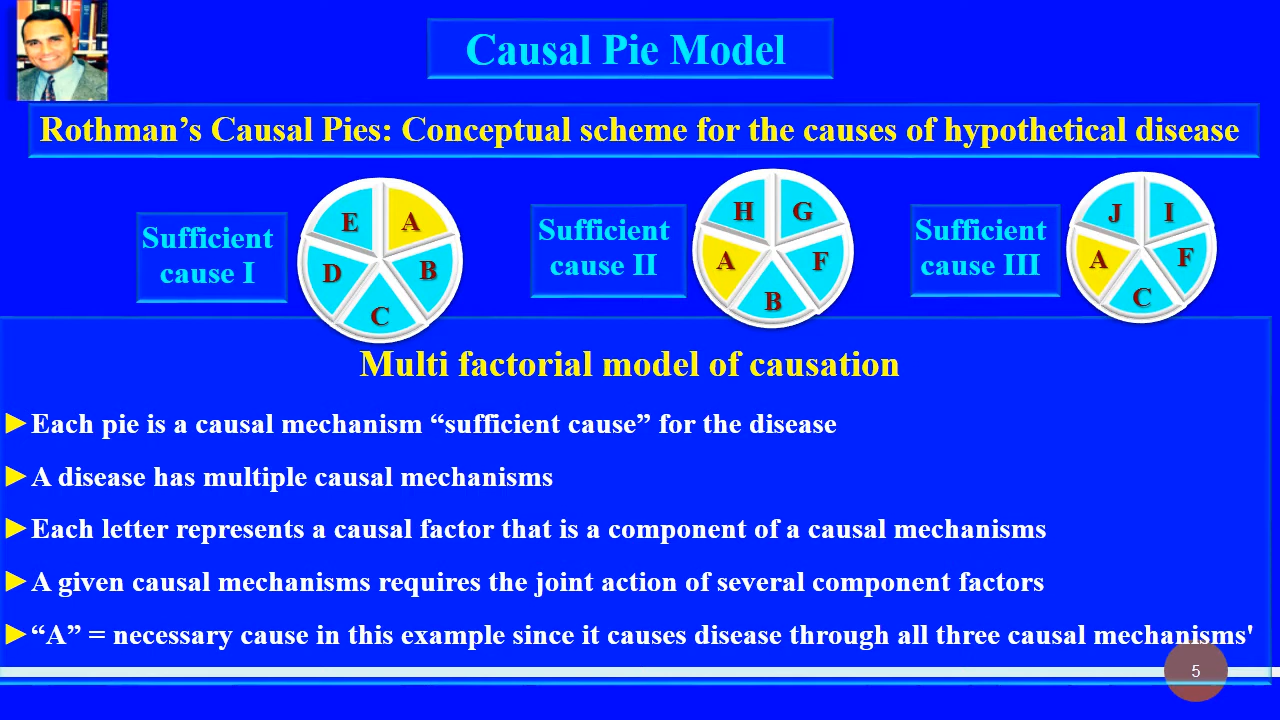 Causal Pie Model
Rothman’s Causal Pies: Conceptual scheme for the causes of hypothetical disease
Sufficient
cause I
E A
D B
C
Sufficient
cause II
H G
A F
B
Sufficient
cause III
J I
A F
C
Multi factorial model of causation
►Each pie is a causal mechanism “sufficient cause” for the disease
►A disease has multiple causal mechanisms
►Each letter represents a causal factor that is a component of a causal mechanisms
►A given causal mechanisms requires the joint action of several component factors
►“A” = necessary cause in this example since it causes disease through all three causal mechanisms'
5